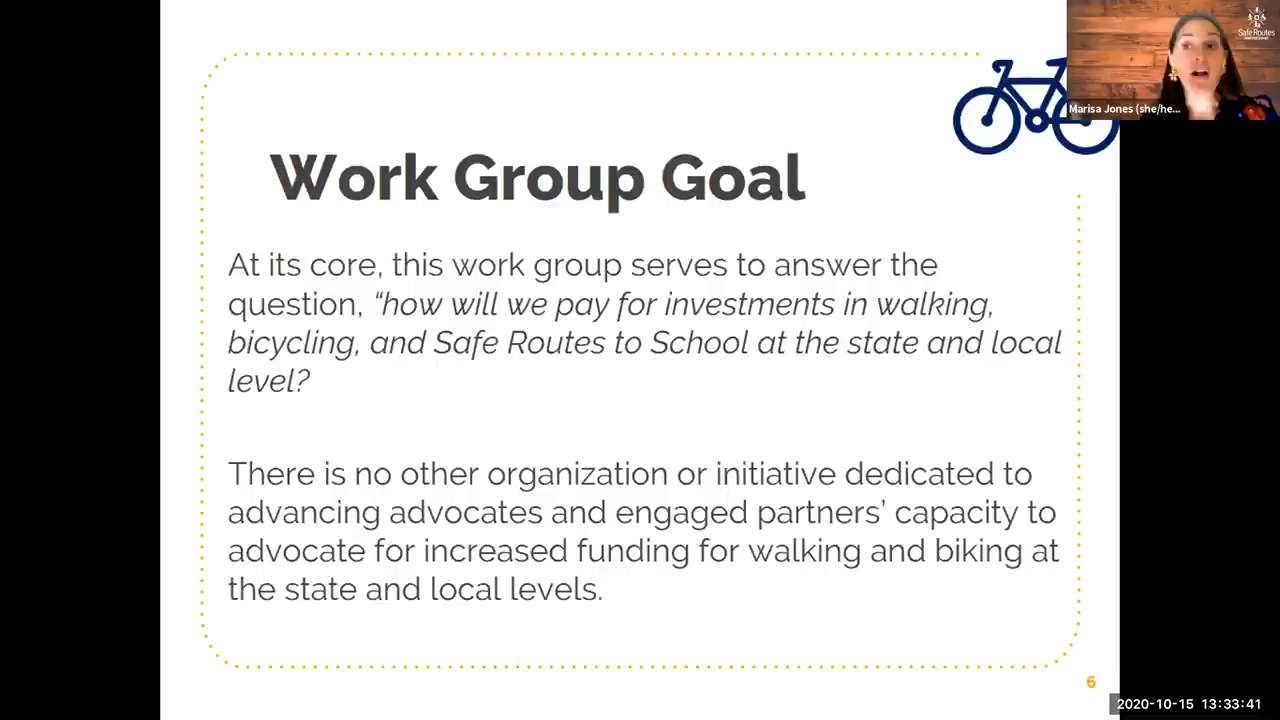 Safe Routes
Marisa Jones (she/he...
Work Group Goal
At its core, this work group serves to answer the
question, “how will we pay for investments in walking,
bicycling, and Safe Routes to School at the state and local
level?
There is no other organization or initiative dedicated to
advancing advocates and engaged partners’ capacity to
advocate for increased funding for walking and biking at
the state and local levels.
6
2020-10-15 13:33:41